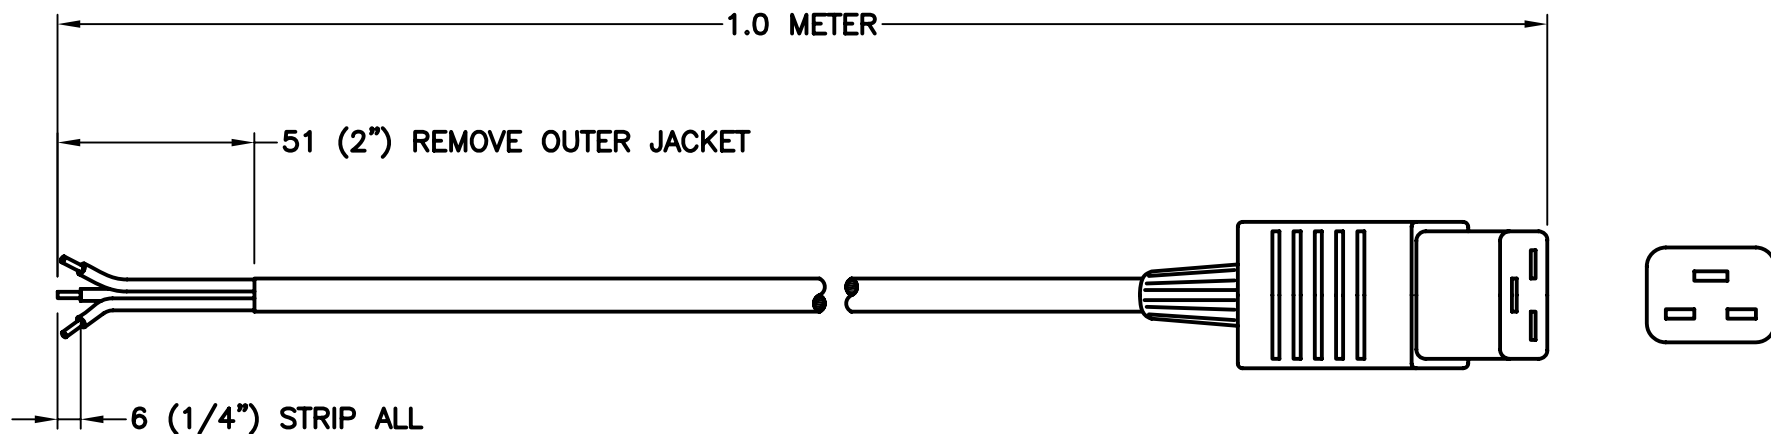 1.0 METER
51 (2") REMOVE OUTER JACKET
6 (1/4") STRIP ALL